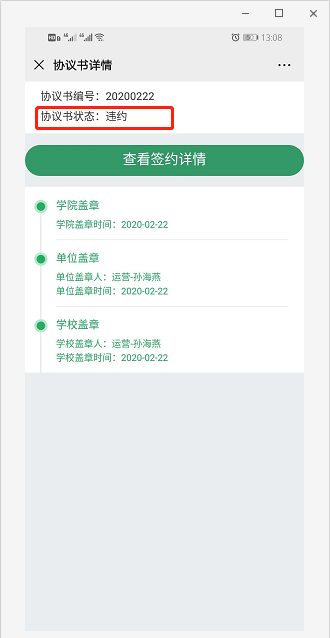 13:08
协议书详情
协议书编号：20200222
协议书状态：违约
查看签约详情
学院盖章
学院盖章时间：2020-02-22
单位盖章
单位盖章人：运营-孙海燕
单位盖章时间：2020-02-22
学校盖章
学校盖章人：运营-孙海燕
学校盖章时间：2020-02-22